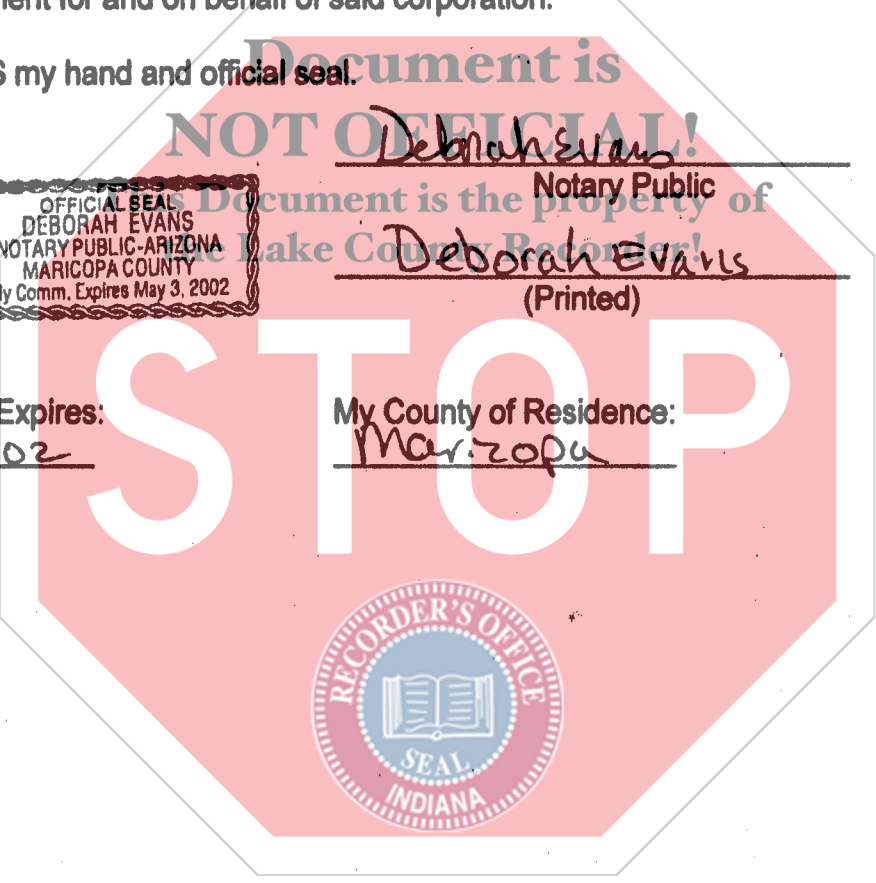 ment for and on behalf of said corporation.
S my hand and official seal.
Document is
NOT OFFICIAL!
This Document is the property of
the Lake County Recorder!
Deborah Evans
Notary Public
OFFICIAL SEAL
DEBORAH EVANS
NOTARY PUBLIC-ARIZONA
MARICOPA COUNTY
My Comm. Expires May 3, 2002
Deborah Evans
(Printed)
STOP
Expires:
02
My County of Residence:
Maricopa
RECORDER'S OFFICE
SEAL
INDIANA